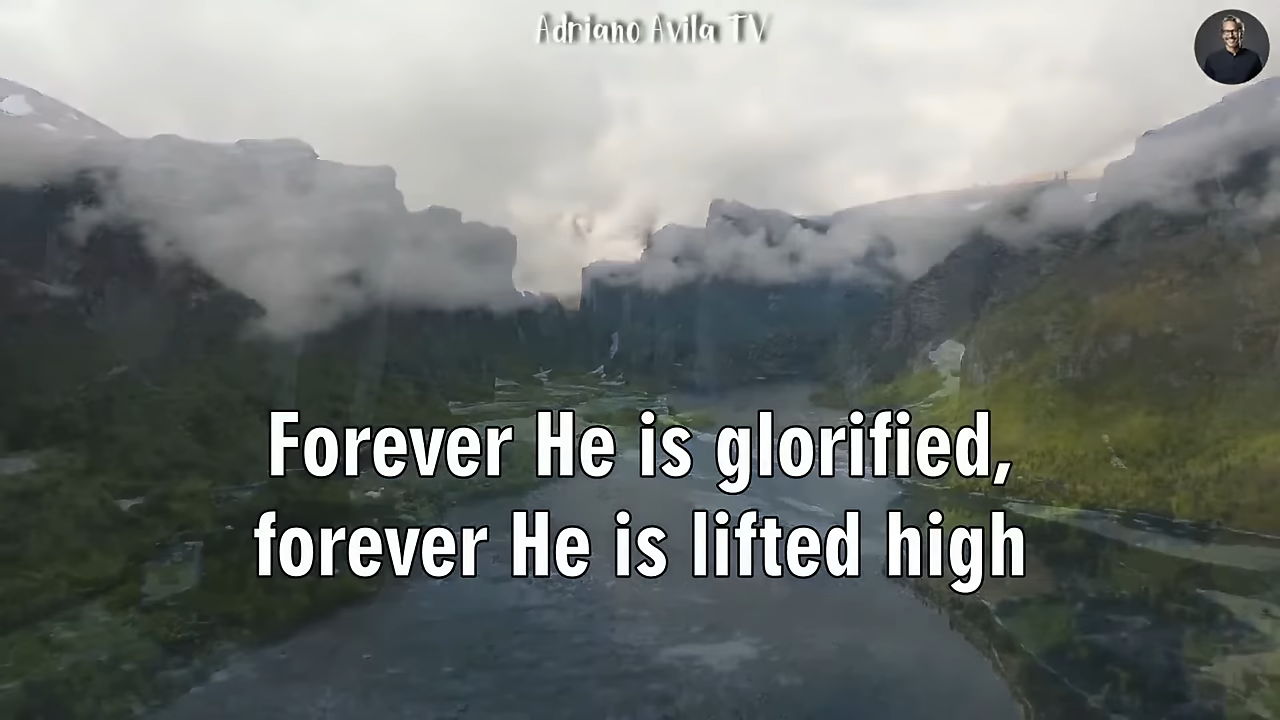 Adriano Avila TV
Forever He is glorified,
forever He is lifted high